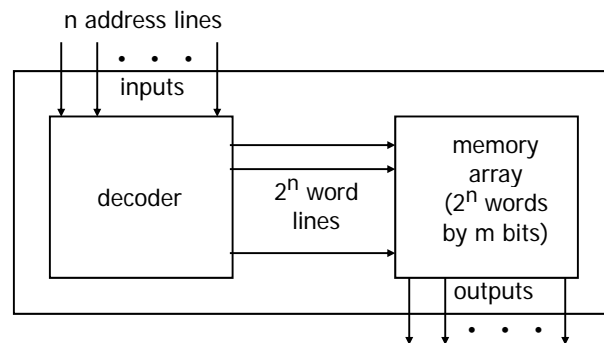 n address lines
inputs
decoder
2ⁿ word
lines
memory
array
(2ⁿ words
by m bits)
outputs